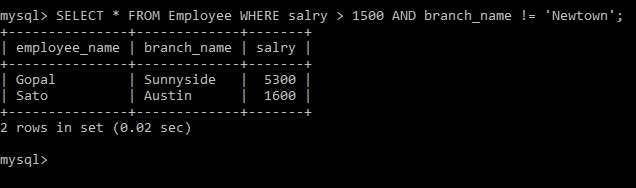 mysql> SELECT * FROM Employee WHERE salry > 1500 AND branch_name != 'Newtown';
+---------------+-------------+-------+
| employee_name | branch_name | salry |
+---------------+-------------+-------+
| Gopal         | Sunnyside   |  5300 |
| Sato          | Austin      |  1600 |
+---------------+-------------+-------+
2 rows in set (0.02 sec)
mysql>